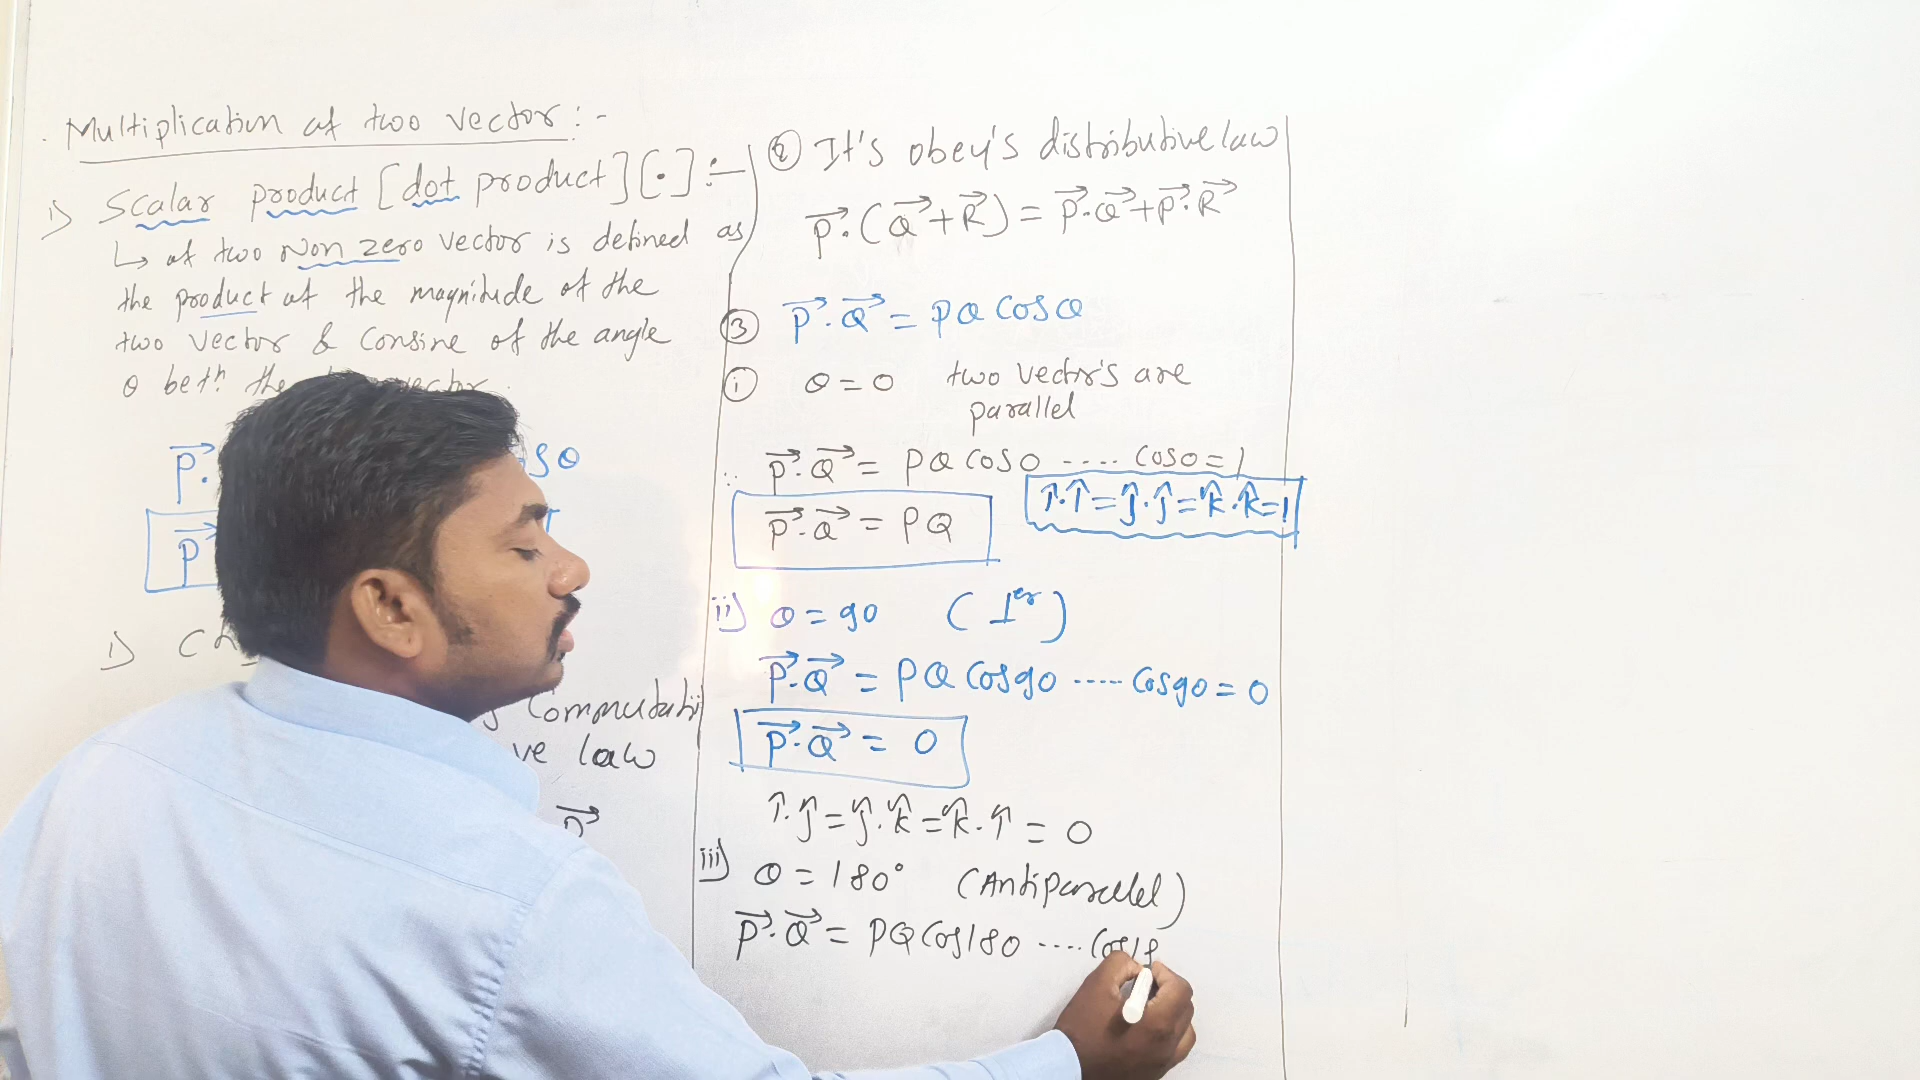 Multiplication of two vector :-
i) Scalar product [dot product] [•] :-
↳ of two Non zero vector is defined as
the product of the magnitude of the
two vector & Consine of the angle
θ betn the vector.
P⃗.
sθ
P⃗
1) Ch
y Commutati
ve law
② It's obey's distributive law
P⃗.(Q⃗+R⃗) = P⃗.Q⃗+P⃗.R⃗
③ P⃗.Q⃗ = PQ Cosθ
ⓘ θ = 0 two vector's are
parallel
∴ P⃗.Q⃗ = PQ Cos0 ---- Cos0 = 1
P⃗.Q⃗ = PQ
î.î = ĵ.ĵ = k̂.k̂ = 1
ii) θ = 90 (⊥er)
P⃗.Q⃗ = PQ Cos90 ----- Cos90 = 0
P⃗.Q⃗ = 0
î.ĵ = ĵ.k̂ = k̂.î = 0
iii) θ = 180° (Antiparallel)
P⃗.Q⃗ = PQ Cos180 ---- Cos18